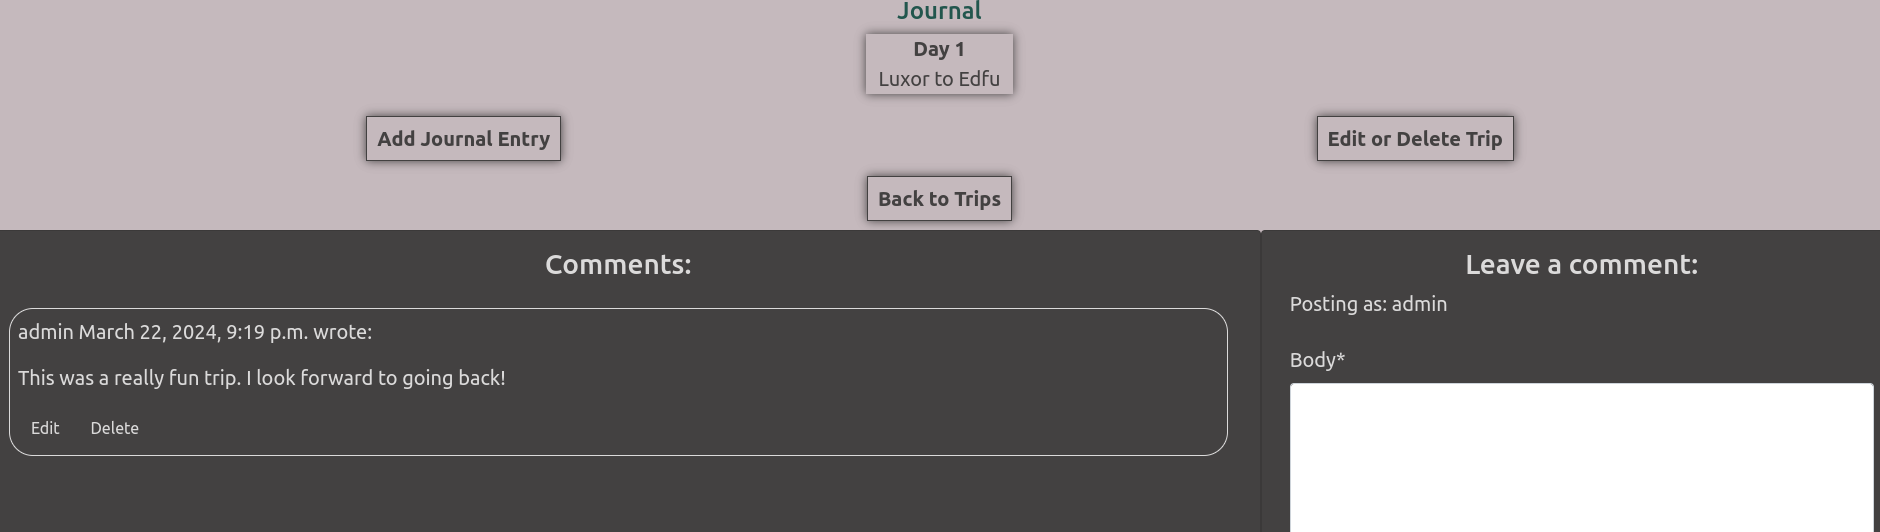 Journal
Day 1
Luxor to Edfu
Add Journal Entry
Edit or Delete Trip
Back to Trips
Comments:
admin March 22, 2024, 9:19 p.m. wrote:
This was a really fun trip. I look forward to going back!
Edit Delete
Leave a comment:
Posting as: admin
Body*